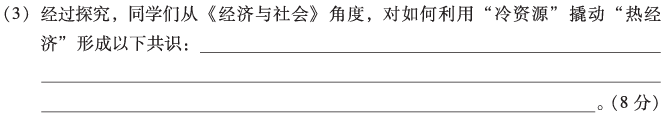 (3) 经过探究，同学们从《经济与社会》角度，对如何利用“冷资源”撬动“热经
济”形成以下共识：
。(8 分)